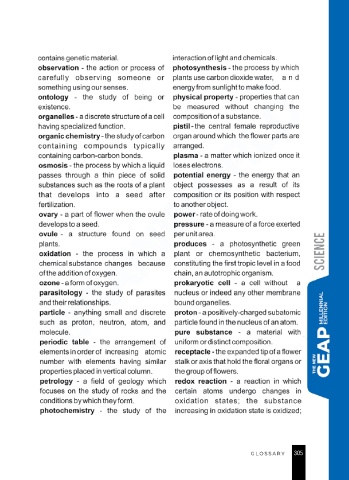 contains genetic material.
observation - the action or process of
carefully observing someone or
something using our senses.
ontology - the study of being or
existence.
organelles - a discrete structure of a cell
having specialized function.
organic chemistry - the study of carbon
containing compounds typically
containing carbon-carbon bonds.
osmosis - the process by which a liquid
passes through a thin piece of solid
substances such as the roots of a plant
that develops into a seed after
fertilization.
ovary - a part of flower when the ovule
develops to a seed.
ovule - a structure found on seed
plants.
oxidation - the process in which a
chemical substance changes because
of the addition of oxygen.
ozone - a form of oxygen.
parasitology - the study of parasites
and their relationships.
particle - anything small and discrete
such as proton, neutron, atom, and
molecule.
periodic table - the arrangement of
elements in order of increasing atomic
number with elements having similar
properties placed in vertical column.
petrology - a field of geology which
focuses on the study of rocks and the
conditions by which they form.
photochemistry - the study of the
interaction of light and chemicals.
photosynthesis - the process by which
plants use carbon dioxide water, a n d
energy from sunlight to make food.
physical property - properties that can
be measured without changing the
composition of a substance.
pistil - the central female reproductive
organ around which the flower parts are
arranged.
plasma - a matter which ionized once it
loses electrons.
potential energy - the energy that an
object possesses as a result of its
composition or its position with respect
to another object.
power - rate of doing work.
pressure - a measure of a force exerted
per unit area.
produces - a photosynthetic green
plant or chemosynthetic bacterium,
constituting the first tropic level in a food
chain, an autotrophic organism.
prokaryotic cell - a cell without a
nucleus or indeed any other membrane
bound organelles.
proton - a positively-charged subatomic
particle found in the nucleus of an atom.
pure substance - a material with
uniform or distinct composition.
receptacle - the expanded tip of a flower
stalk or axis that hold the floral organs or
the group of flowers.
redox reaction - a reaction in which
certain atoms undergo changes in
oxidation states; the substance
increasing in oxidation state is oxidized;
SCIENCE
THE NEW
GEAP
MILLENNIAL
EDITION
GLOSSARY 305